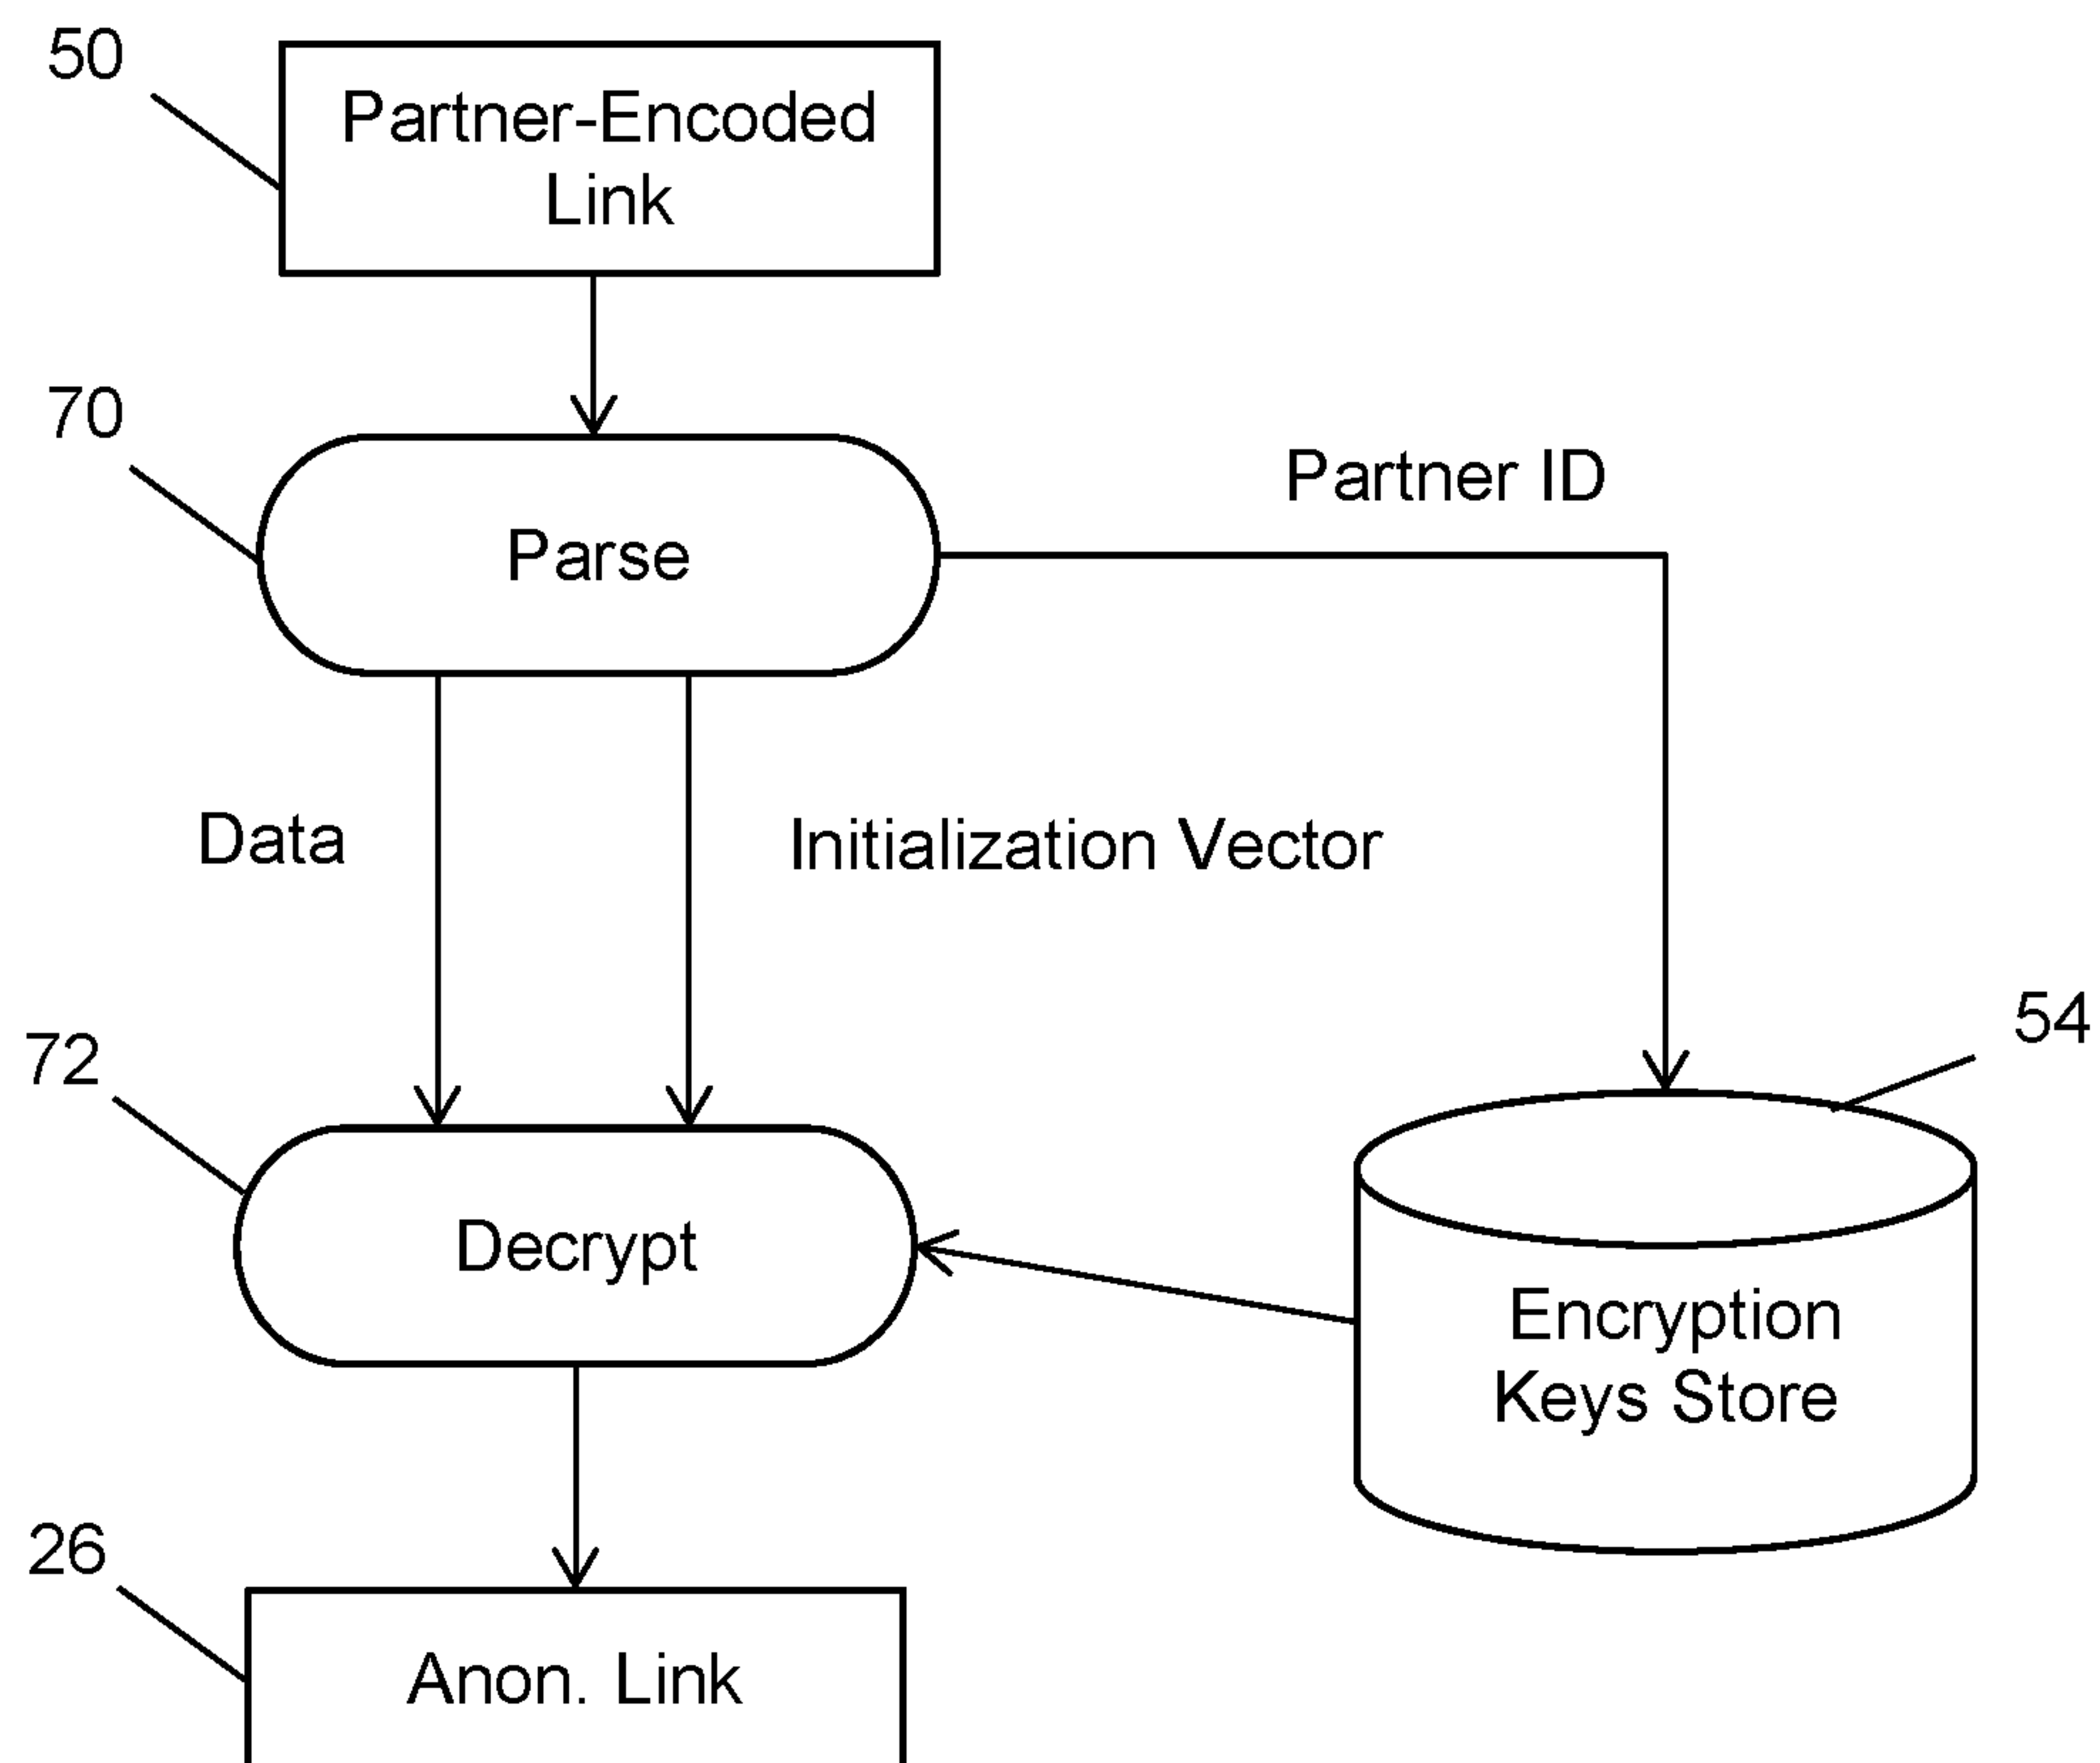 50
Partner-Encoded
Link
70
Parse
Partner ID
Data
Initialization Vector
72
54
Decrypt
Encryption
Keys Store
26
Anon. Link